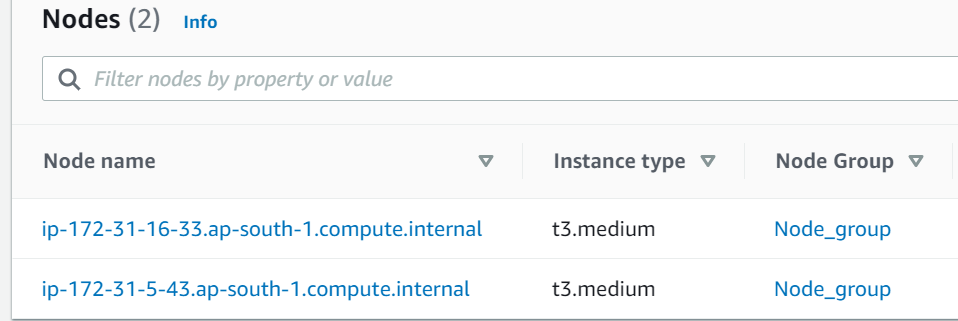 Nodes (2) Info
Filter nodes by property or value
Node name Instance type Node Group
ip-172-31-16-33.ap-south-1.compute.internal t3.medium Node_group
ip-172-31-5-43.ap-south-1.compute.internal t3.medium Node_group